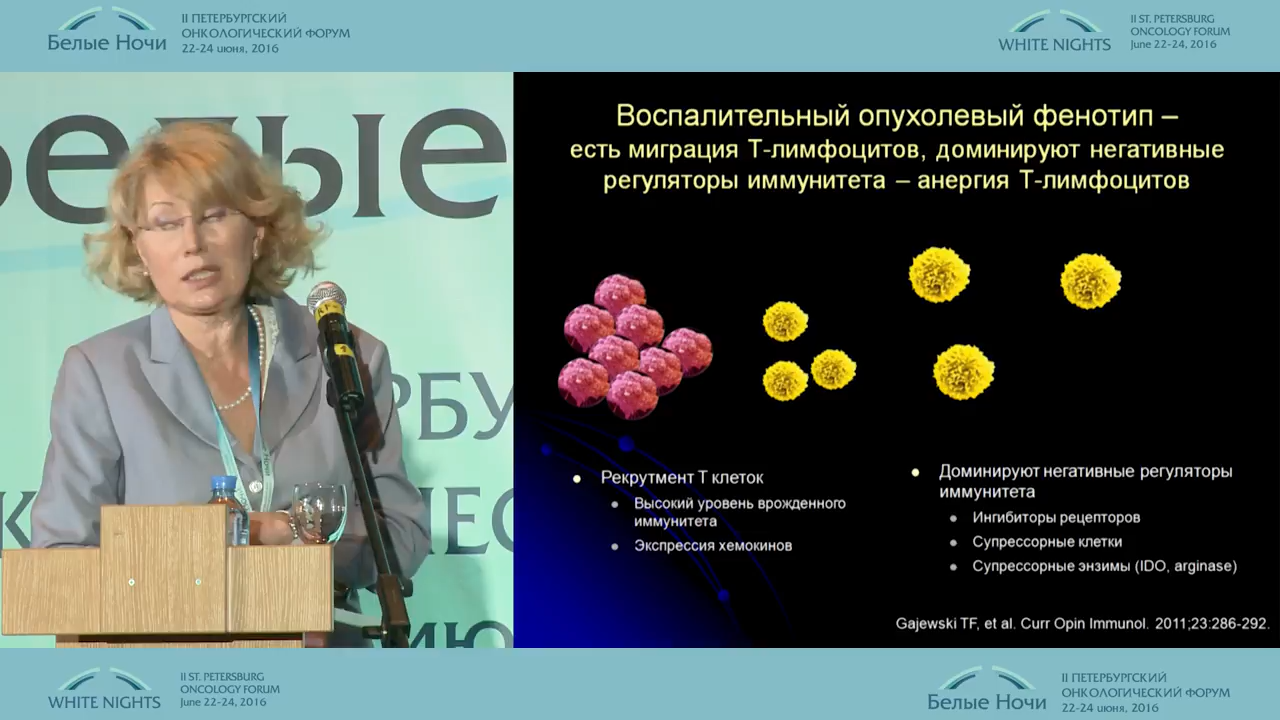 Белые Ночи
II ПЕТЕРБУРГСКИЙ
ОНКОЛОГИЧЕСКИЙ ФОРУМ
22-24 июня, 2016
WHITE NIGHTS
II ST. PETERSBURG
ONCOLOGY FORUM
June 22-24, 2016
Воспалительный опухолевый фенотип –
есть миграция Т-лимфоцитов, доминируют негативные
регуляторы иммунитета – анергия Т-лимфоцитов
Рекрутмент Т клеток
Высокий уровень врожденного
иммунитета
Экспрессия хемокинов
Доминируют негативные регуляторы
иммунитета
Ингибиторы рецепторов
Супрессорные клетки
Супрессорные энзимы (IDO, arginase)
Gajewski TF, et al. Curr Opin Immunol. 2011;23:286-292.
WHITE NIGHTS
II ST. PETERSBURG
ONCOLOGY FORUM
June 22-24, 2016
Белые Ночи
II ПЕТЕРБУРГСКИЙ
ОНКОЛОГИЧЕСКИЙ ФОРУМ
22-24 июня, 2016